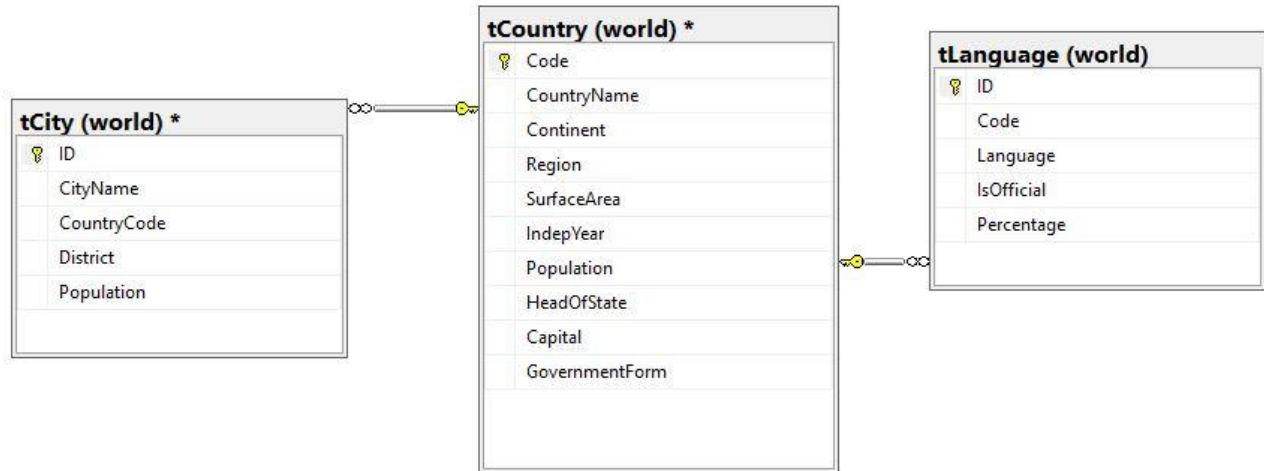 tCity (world) *
ID
CityName
CountryCode
District
Population
tCountry (world) *
Code
CountryName
Continent
Region
SurfaceArea
IndepYear
Population
HeadOfState
Capital
GovernmentForm
tLanguage (world)
ID
Code
Language
IsOfficial
Percentage